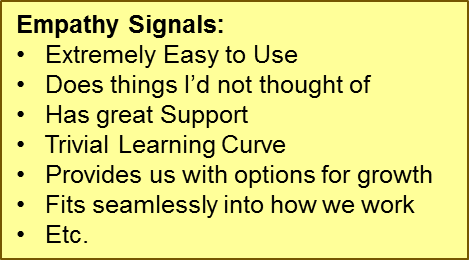 Empathy Signals:
• Extremely Easy to Use
• Does things I'd not thought of
• Has great Support
• Trivial Learning Curve
• Provides us with options for growth
• Fits seamlessly into how we work
• Etc.